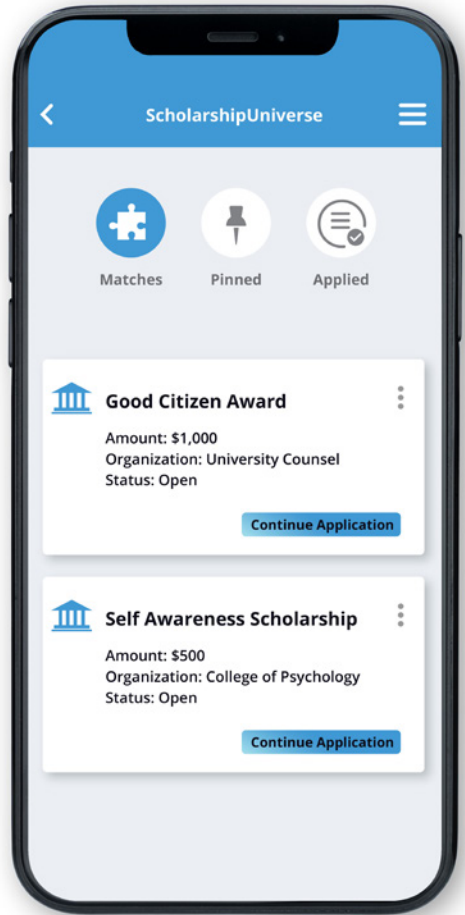 ScholarshipUniverse
Matches
Pinned
Applied
Good Citizen Award
Amount: $1,000
Organization: University Counsel
Status: Open
Continue Application
Self Awareness Scholarship
Amount: $500
Organization: College of Psychology
Status: Open
Continue Application